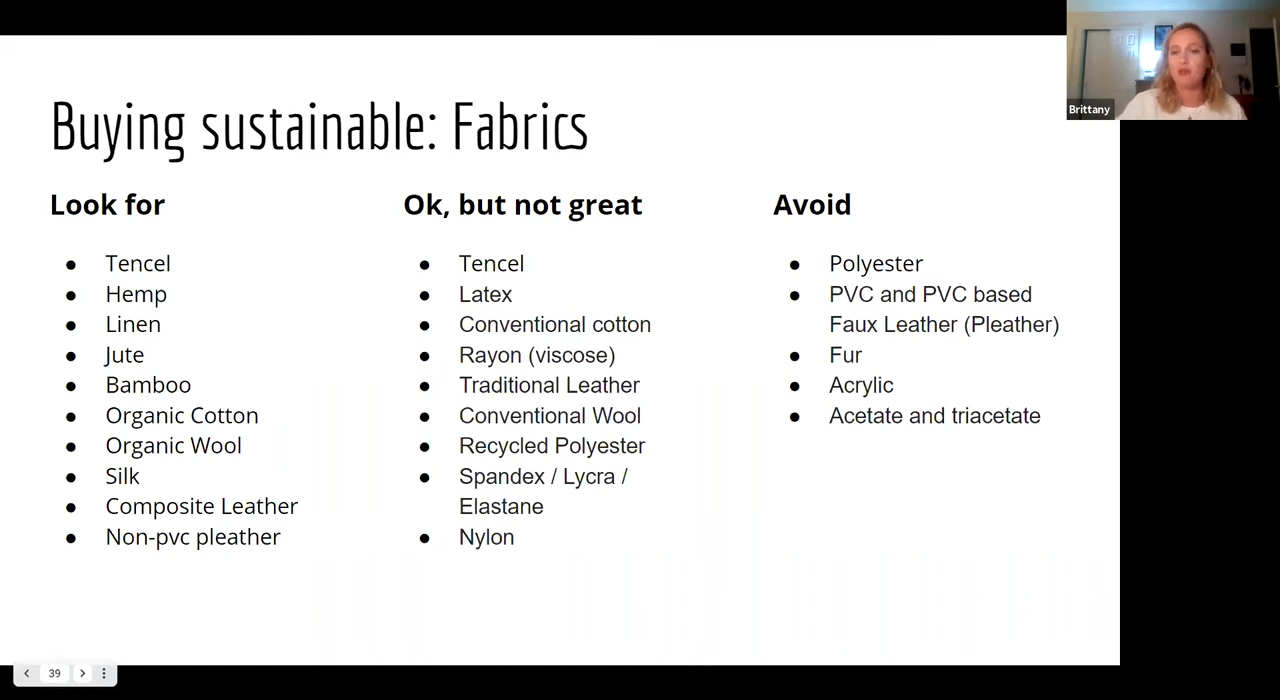 Brittany
Buying sustainable: Fabrics
Look for
● Tencel
● Hemp
● Linen
● Jute
● Bamboo
● Organic Cotton
● Organic Wool
● Silk
● Composite Leather
● Non-pvc pleather
Ok, but not great
● Tencel
● Latex
● Conventional cotton
● Rayon (viscose)
● Traditional Leather
● Conventional Wool
● Recycled Polyester
● Spandex / Lycra /
Elastane
● Nylon
Avoid
● Polyester
● PVC and PVC based
Faux Leather (Pleather)
● Fur
● Acrylic
● Acetate and triacetate
39